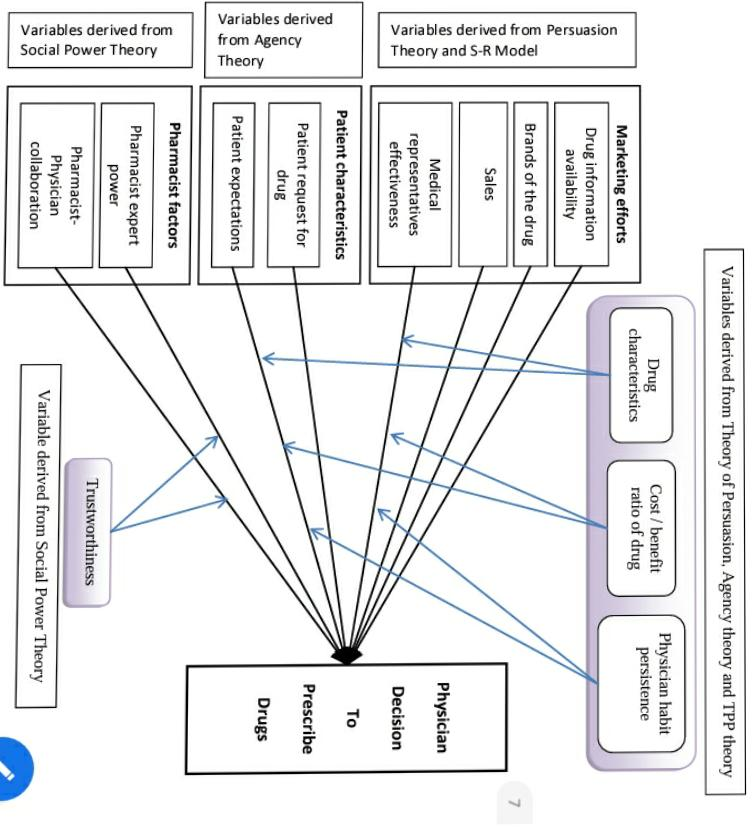 Variables derived from
Social Power Theory
Variables derived
from Agency
Theory
Variables derived from Persuasion
Theory and S-R Model
Variables derived from Theory of Persuasion. Agency theory and TPP theory
Marketing efforts
Drug information
availability
Brands of the drug
Sales
Medical
representatives
effectiveness
Patient characteristics
Patient request for
drug
Patient expectations
Pharmacist factors
Pharmacist expert
power
Pharmacist-
Physician
collaboration
Drug
characteristics
Cost / benefit
ratio of drug
Physician habit
persistence
Trustworthiness
Variable derived from Social Power Theory
Physician
Decision
To
Prescribe
Drugs
7